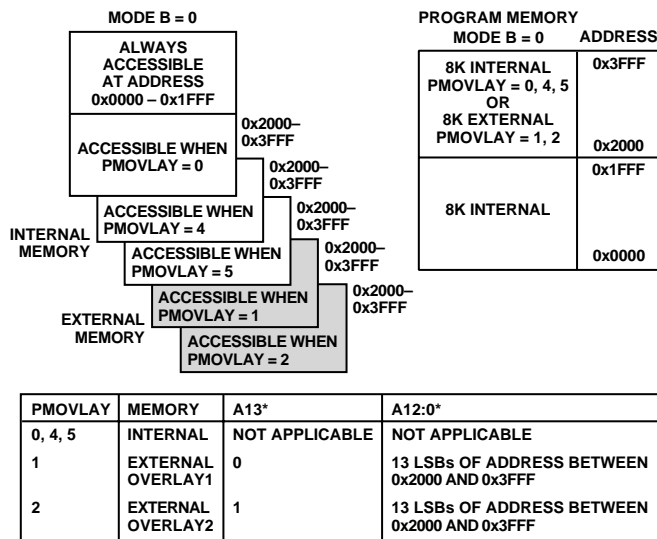 MODE B = 0
ALWAYS
ACCESSIBLE
AT ADDRESS
0x0000 – 0x1FFF
0x2000–
0x3FFF
ACCESSIBLE WHEN
PMOVLAY = 0
0x2000–
0x3FFF
ACCESSIBLE WHEN
PMOVLAY = 4
0x2000–
0x3FFF
INTERNAL
MEMORY
ACCESSIBLE WHEN
PMOVLAY = 5
0x2000–
0x3FFF
ACCESSIBLE WHEN
PMOVLAY = 1
0x2000–
0x3FFF
EXTERNAL
MEMORY
ACCESSIBLE WHEN
PMOVLAY = 2
PROGRAM MEMORY
MODE B = 0 ADDRESS
8K INTERNAL
PMOVLAY = 0, 4, 5
OR
8K EXTERNAL
PMOVLAY = 1, 2
0x3FFF
0x2000
0x1FFF
8K INTERNAL
0x0000
PMOVLAY MEMORY A13* A12:0*
0, 4, 5 INTERNAL NOT APPLICABLE NOT APPLICABLE
1 EXTERNAL 0 13 LSBs OF ADDRESS BETWEEN
OVERLAY1 0x2000 AND 0x3FFF
2 EXTERNAL 1 13 LSBs OF ADDRESS BETWEEN
OVERLAY2 0x2000 AND 0x3FFF